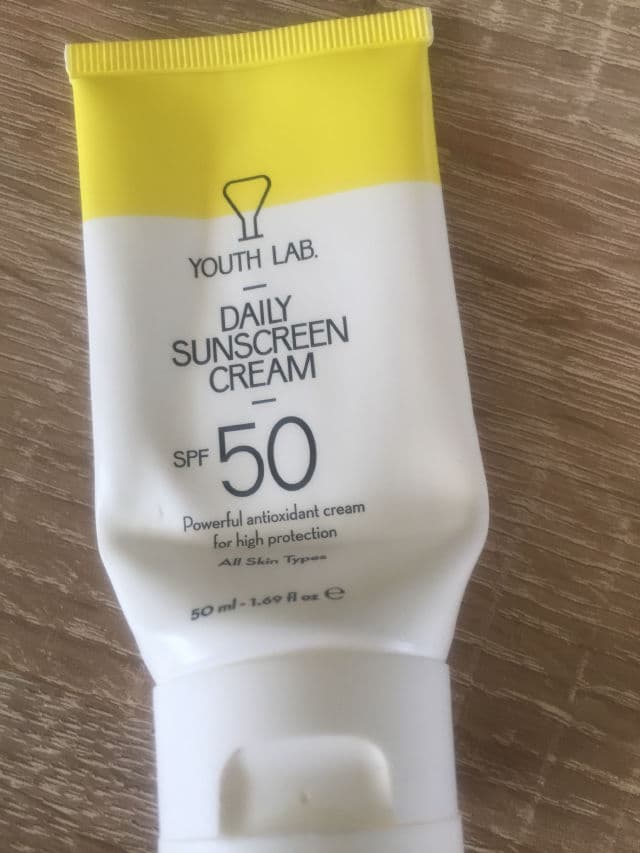 YOUTH LAB.
DAILY
SUNSCREEN
CREAM
SPF 50
Powerful antioxidant cream
for high protection
All Skin Types
50 ml - 1.69 fl oz ℮